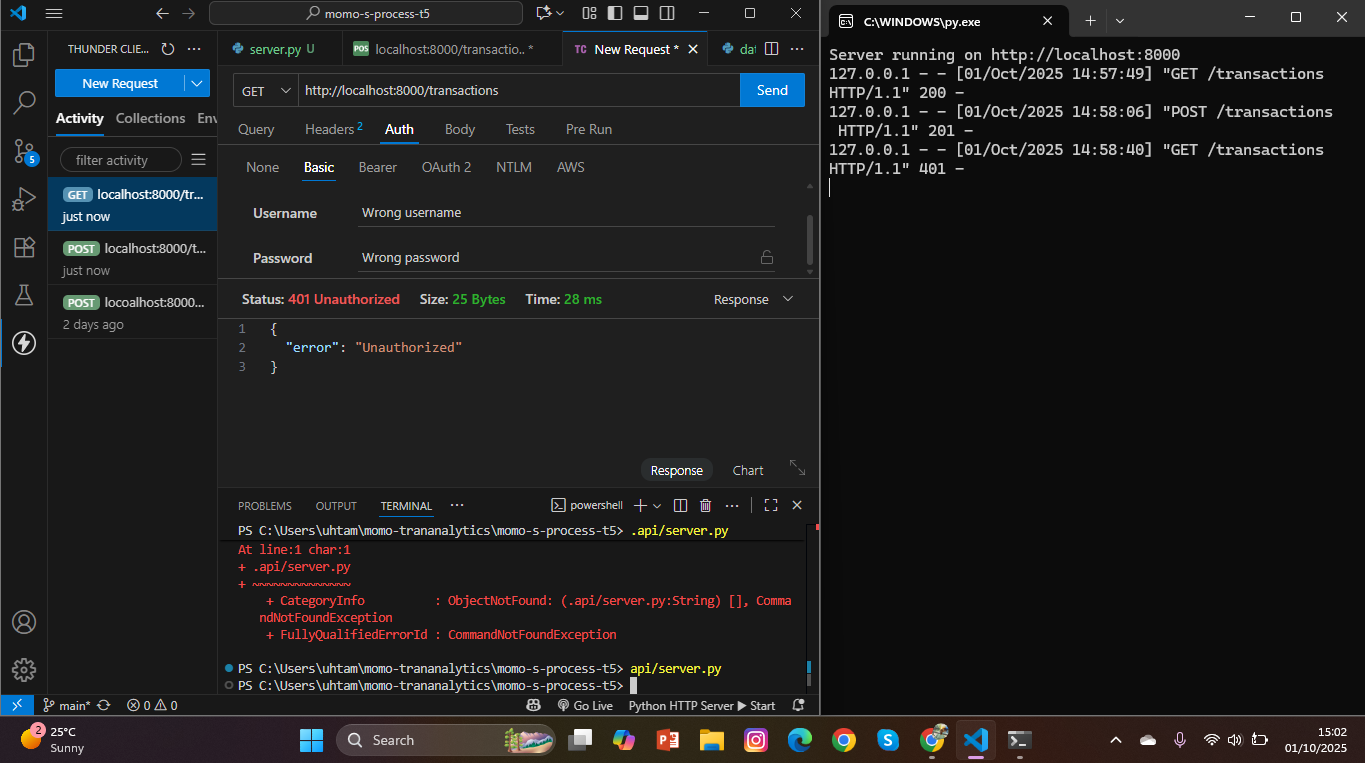 momo-s-process-t5
THUNDER CLIE...
New Request
Activity Collections Env
filter activity
GET localhost:8000/tr...
just now
POST localhost:8000/t...
just now
POST locoalhost:8000...
2 days ago
5
server.py U
POS localhost:8000/transactio.. *
TC New Request *
dat
GET http://localhost:8000/transactions Send
Query Headers 2 Auth Body Tests Pre Run
None Basic Bearer OAuth 2 NTLM AWS
Username Wrong username
Password Wrong password
Status: 401 Unauthorized Size: 25 Bytes Time: 28 ms Response
1 {
2 "error": "Unauthorized"
3 }
Response Chart
PROBLEMS OUTPUT TERMINAL ... powershell
PS C:\Users\uhtam\momo-trananalytics\momo-s-process-t5> .api/server.py
At line:1 char:1
+ .api/server.py
+ ~~~~~~~~~~~~~~
+ CategoryInfo : ObjectNotFound: (.api/server.py:String) [], Comma
ndNotFoundException
+ FullyQualifiedErrorId : CommandNotFoundException
PS C:\Users\uhtam\momo-trananalytics\momo-s-process-t5> api/server.py
PS C:\Users\uhtam\momo-trananalytics\momo-s-process-t5>
main* 0 0 Go Live Python HTTP Server Start
C:\WINDOWS\py.exe
Server running on http://localhost:8000
127.0.0.1 - - [01/Oct/2025 14:57:49] "GET /transactions
HTTP/1.1" 200 -
127.0.0.1 - - [01/Oct/2025 14:58:06] "POST /transactions
HTTP/1.1" 201 -
127.0.0.1 - - [01/Oct/2025 14:58:40] "GET /transactions
HTTP/1.1" 401 -
2
25°C
Sunny
Search
15:02
01/10/2025